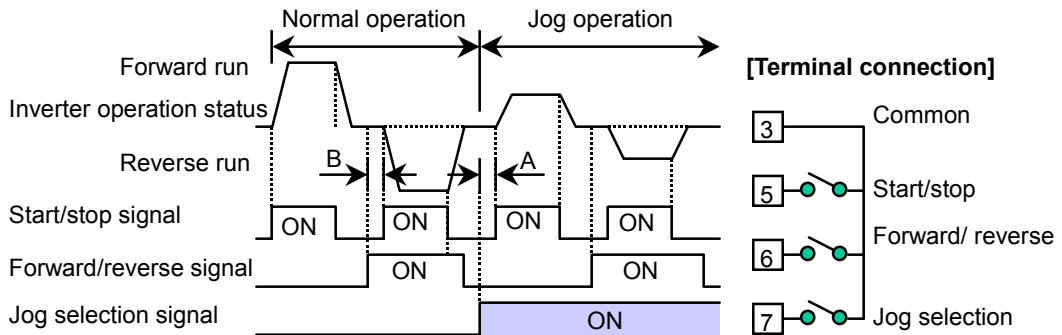 Normal operation
Jog operation
Forward run
[Terminal connection]
Inverter operation status
3
Common
Reverse run
B
A
5
Start/stop
Start/stop signal
ON
ON
ON
ON
Forward/ reverse
6
Forward/reverse signal
ON
ON
Jog selection signal
ON
7
Jog selection